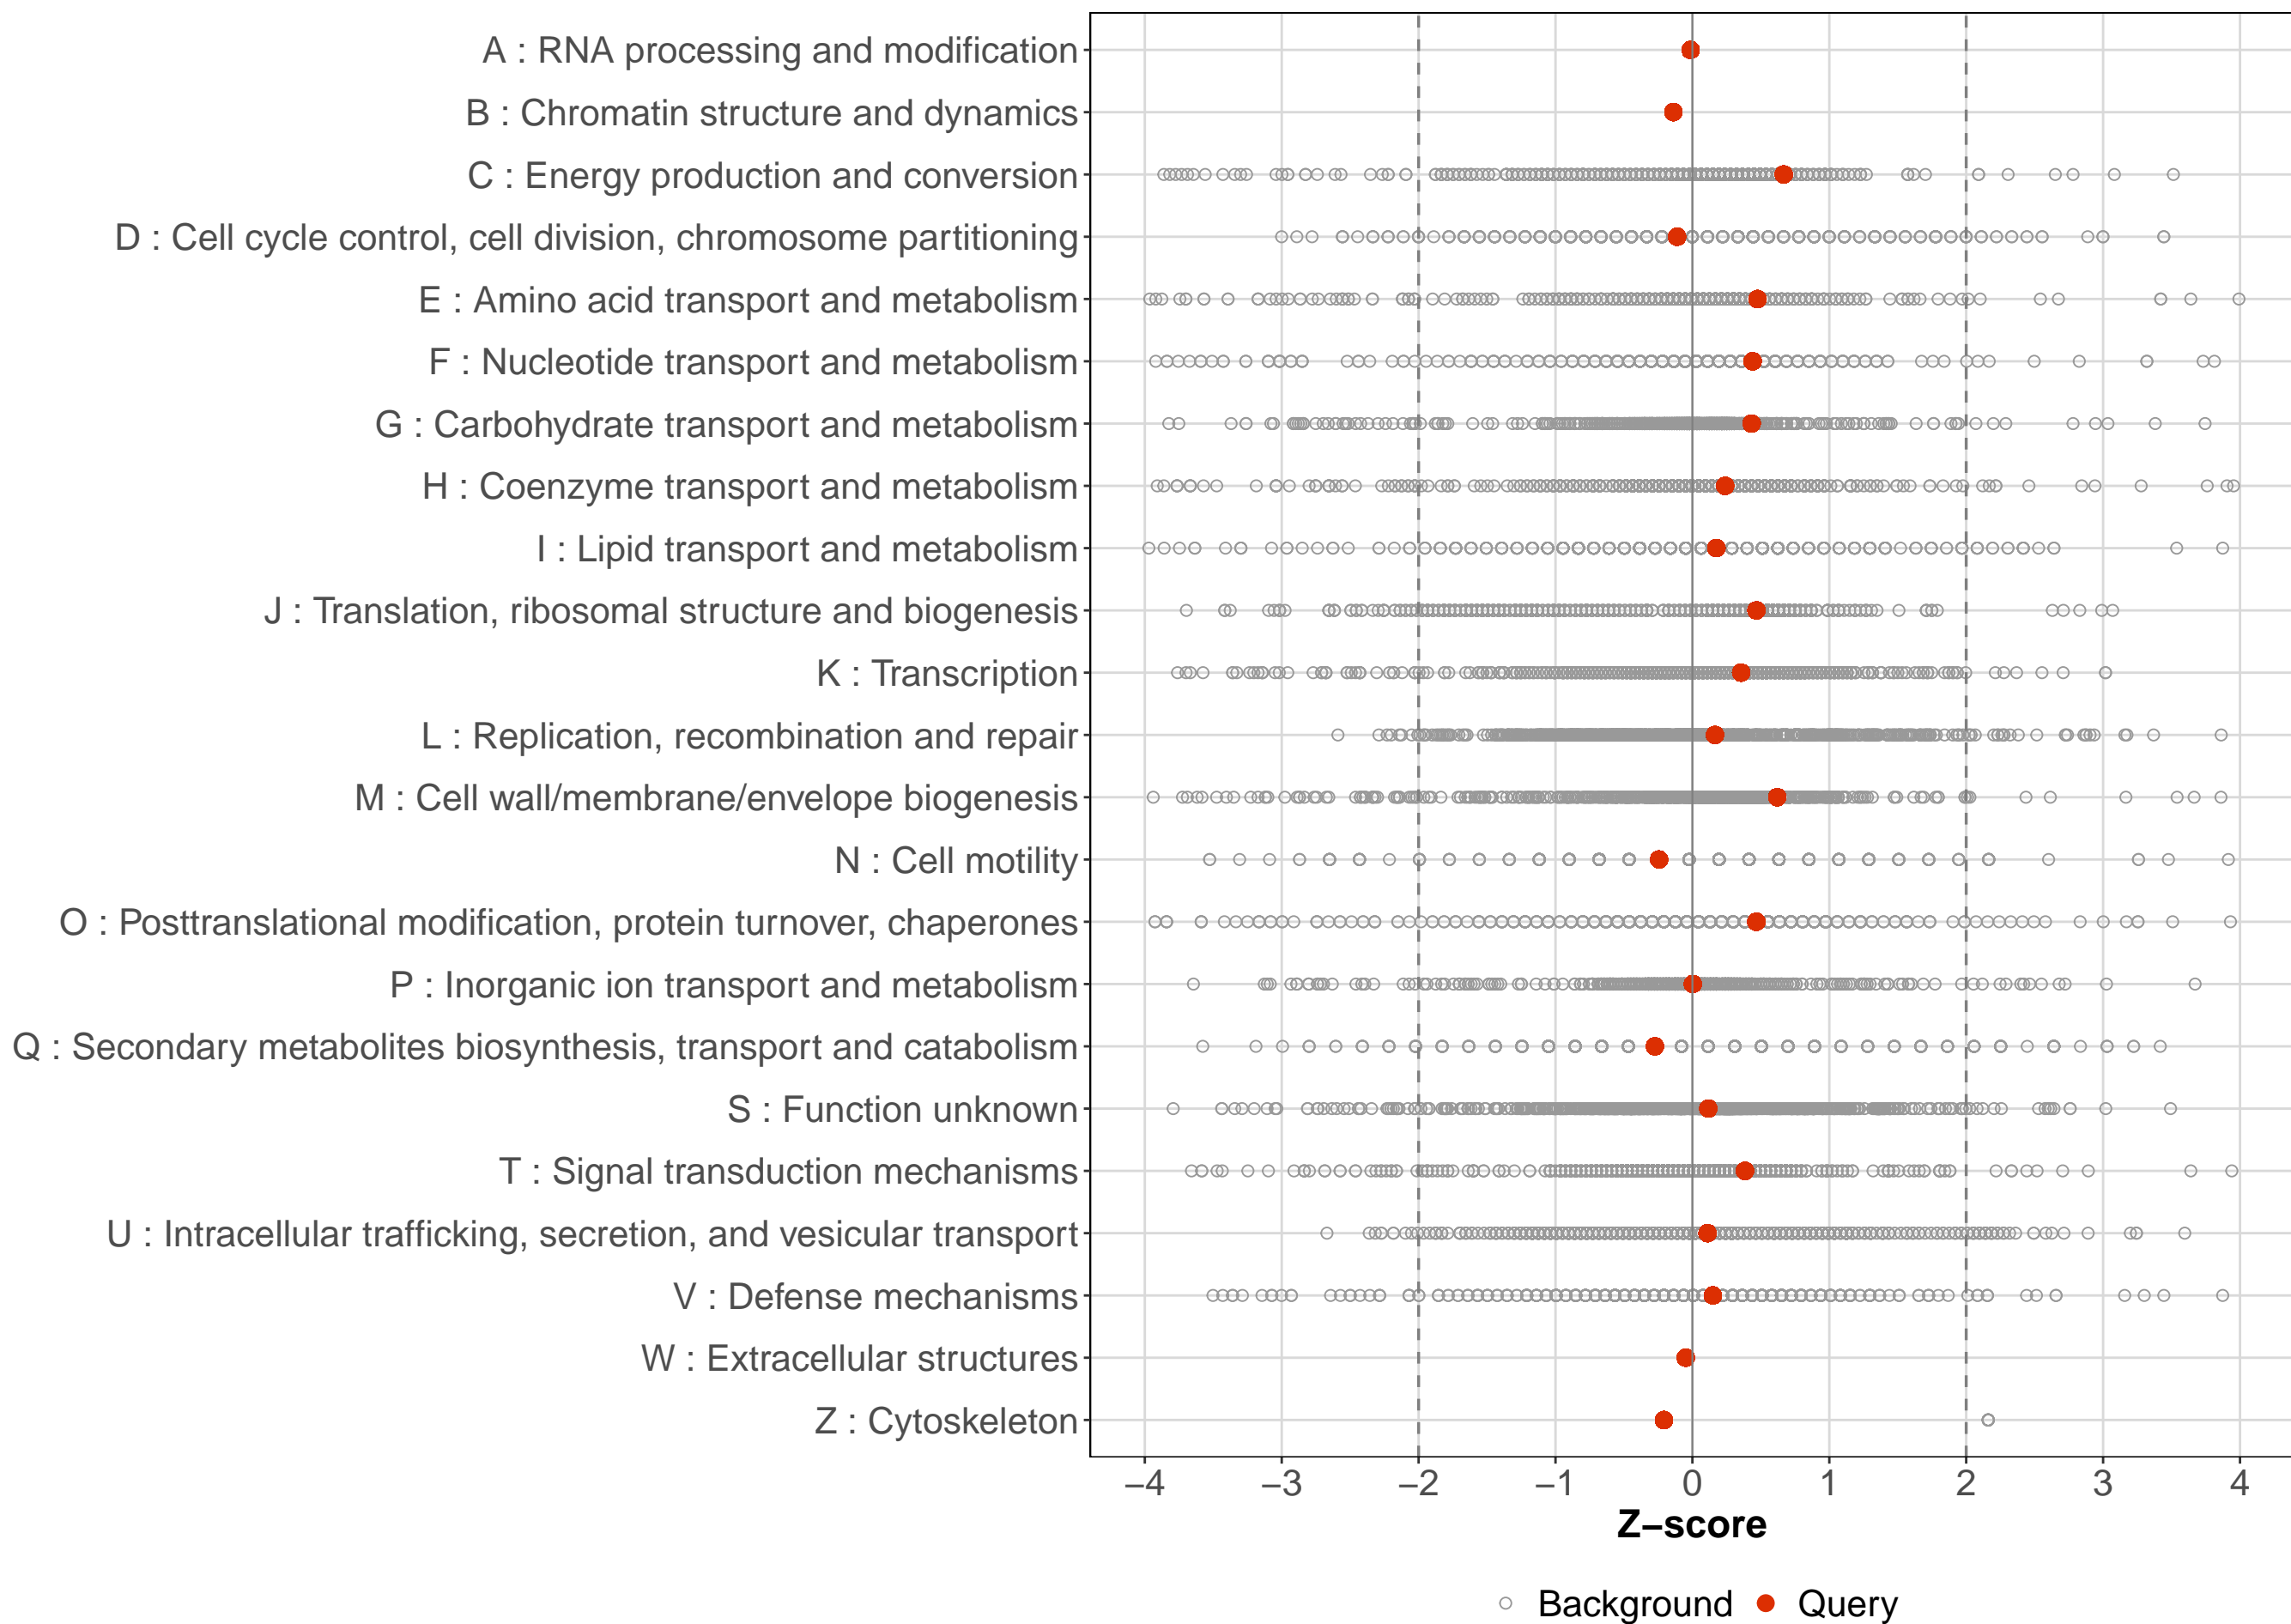 A : RNA processing and modification
B : Chromatin structure and dynamics
C : Energy production and conversion
D : Cell cycle control, cell division, chromosome partitioning
E : Amino acid transport and metabolism
F : Nucleotide transport and metabolism
G : Carbohydrate transport and metabolism
H : Coenzyme transport and metabolism
I : Lipid transport and metabolism
J : Translation, ribosomal structure and biogenesis
K : Transcription
L : Replication, recombination and repair
M : Cell wall/membrane/envelope biogenesis
N : Cell motility
O : Posttranslational modification, protein turnover, chaperones
P : Inorganic ion transport and metabolism
Q : Secondary metabolites biosynthesis, transport and catabolism
S : Function unknown
T : Signal transduction mechanisms
U : Intracellular trafficking, secretion, and vesicular transport
V : Defense mechanisms
W : Extracellular structures
Z : Cytoskeleton
−4 −3 −2 −1 0 1 2 3 4
Z−score
Background Query